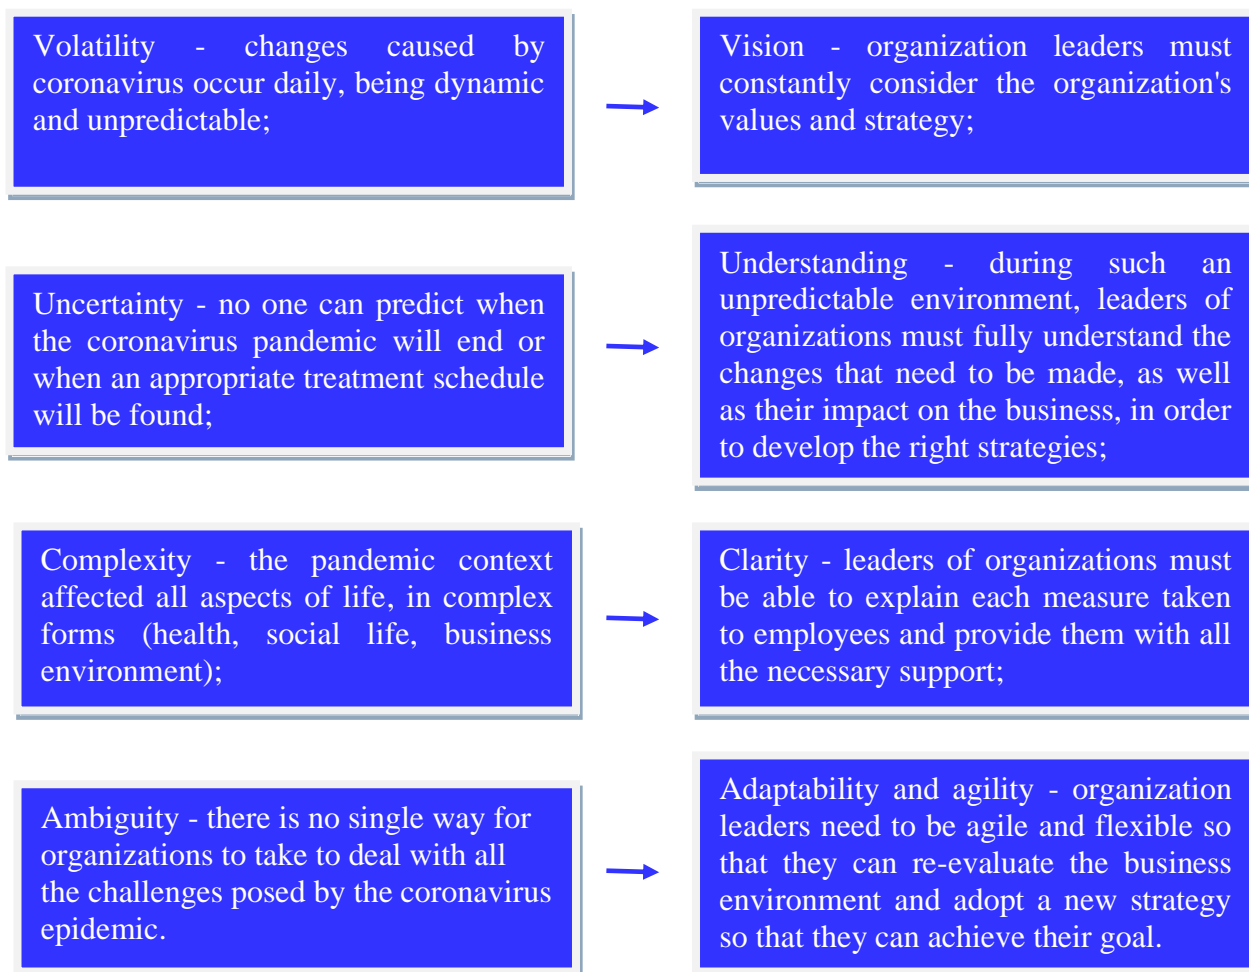 Volatility - changes caused by
coronavirus occur daily, being dynamic
and unpredictable;
Vision - organization leaders must
constantly consider the organization's
values and strategy;
Uncertainty - no one can predict when
the coronavirus pandemic will end or
when an appropriate treatment schedule
will be found;
Understanding - during such an
unpredictable environment, leaders of
organizations must fully understand the
changes that need to be made, as well
as their impact on the business, in order
to develop the right strategies;
Complexity - the pandemic context
affected all aspects of life, in complex
forms (health, social life, business
environment);
Clarity - leaders of organizations must
be able to explain each measure taken
to employees and provide them with all
the necessary support;
Ambiguity - there is no single way for
organizations to take to deal with all
the challenges posed by the coronavirus
epidemic.
Adaptability and agility - organization
leaders need to be agile and flexible so
that they can re-evaluate the business
environment and adopt a new strategy
so that they can achieve their goal.